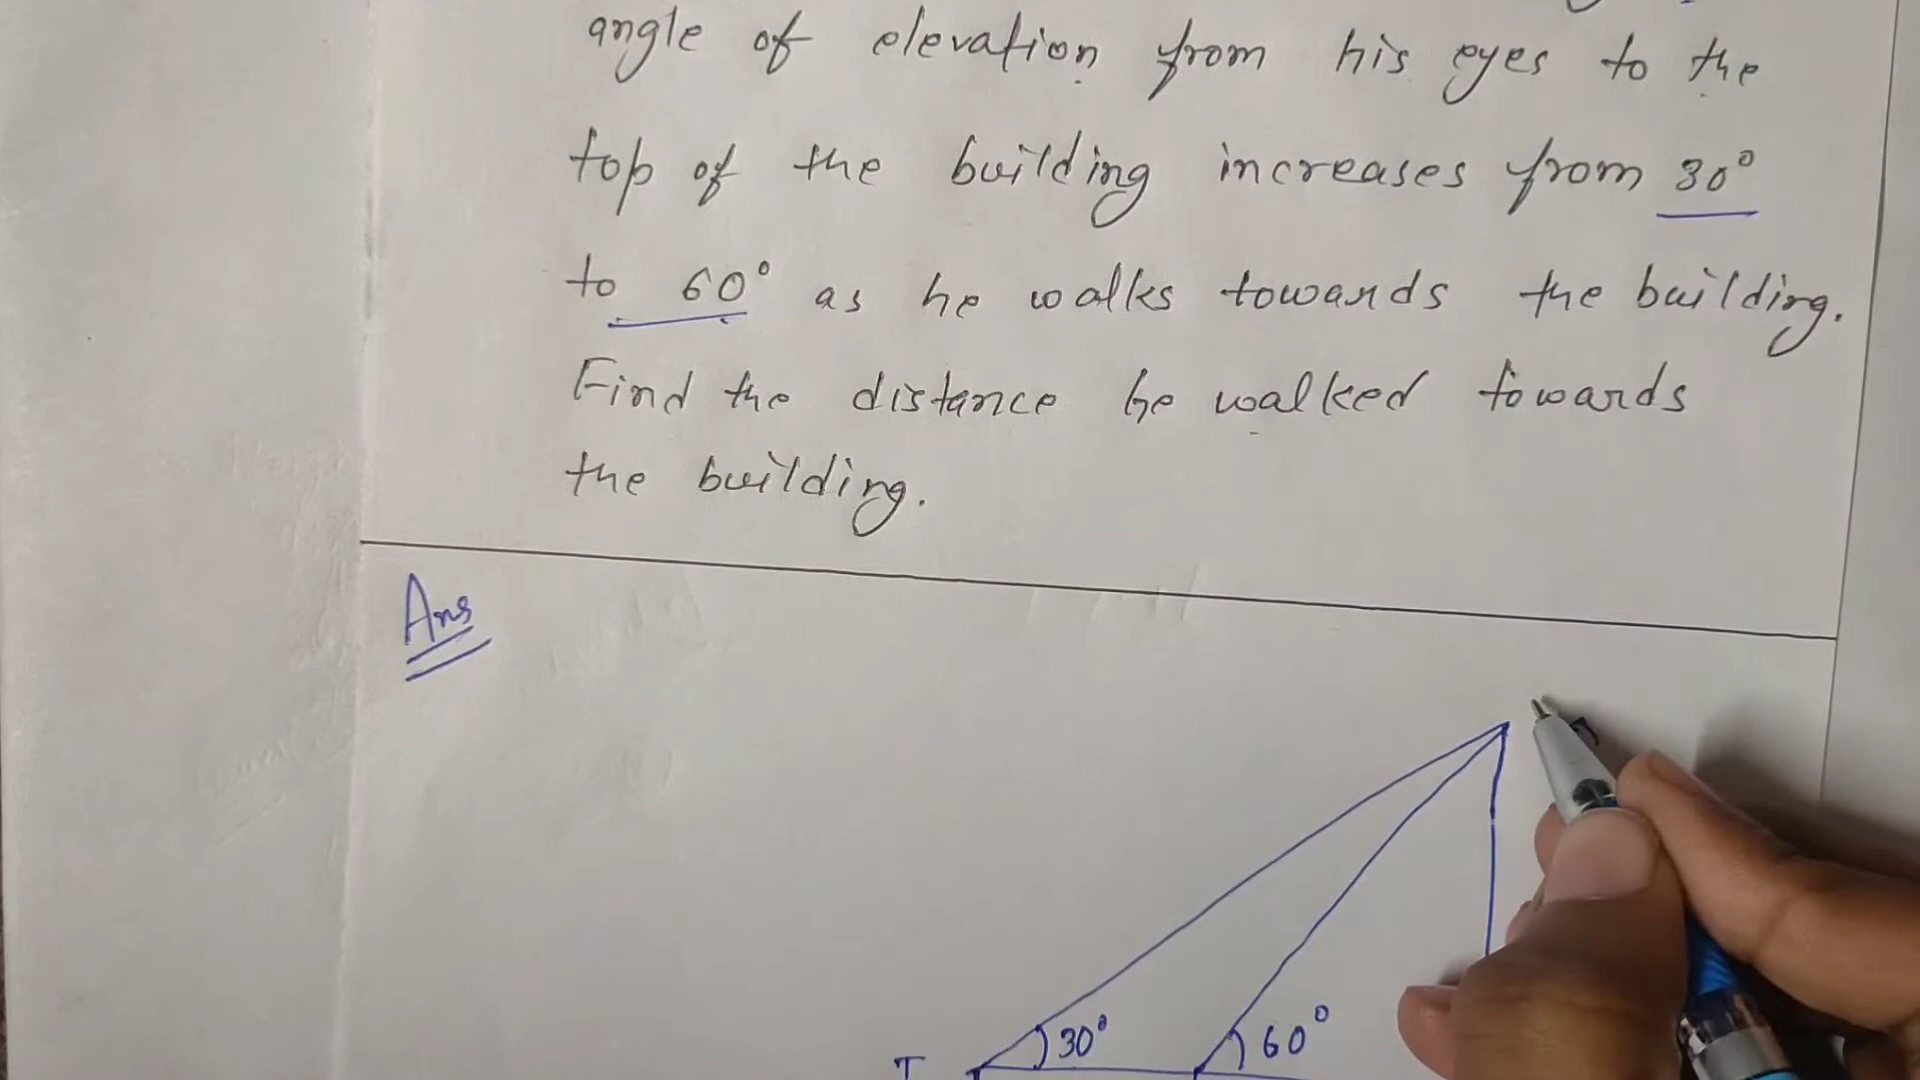 angle of elevation from his eyes to the
top of the building increases from 30°
to 60° as he walks towards the building.
Find the distance he walked towards
the building.
Ans
30° 60°